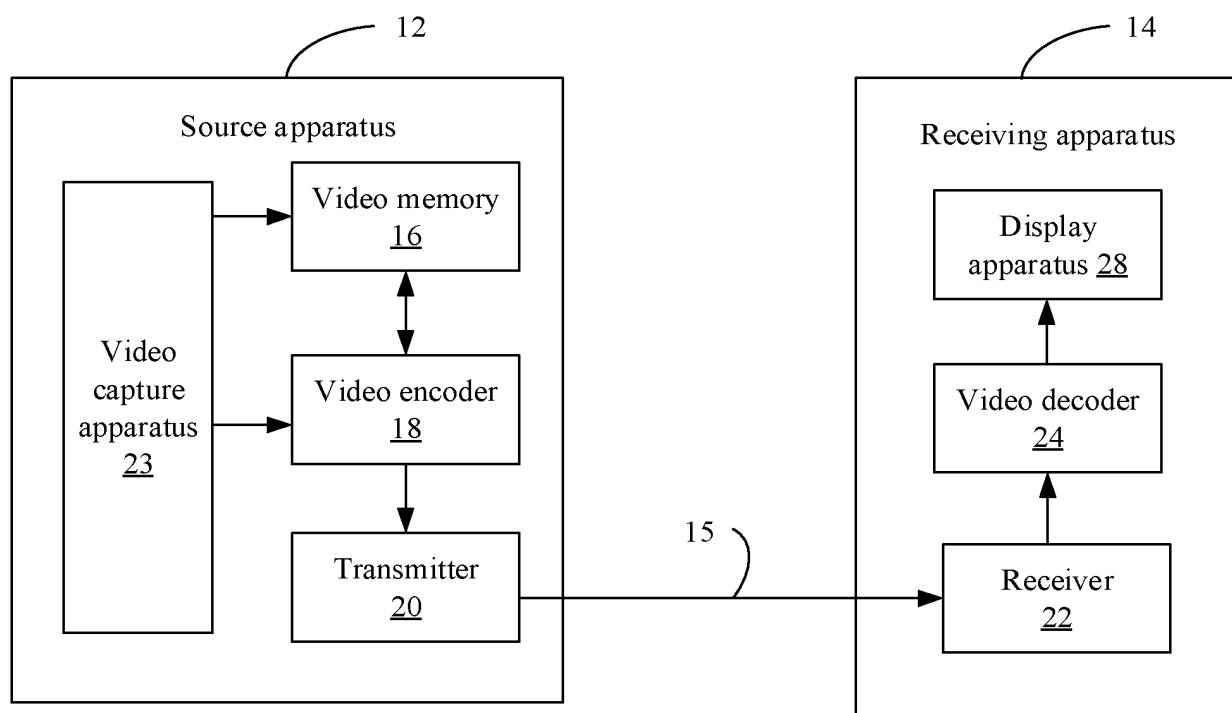 12
14
Source apparatus
Receiving apparatus
Video memory
16
Display
apparatus 28
Video
capture
apparatus
23
Video encoder
18
Video decoder
24
15
Transmitter
20
Receiver
22